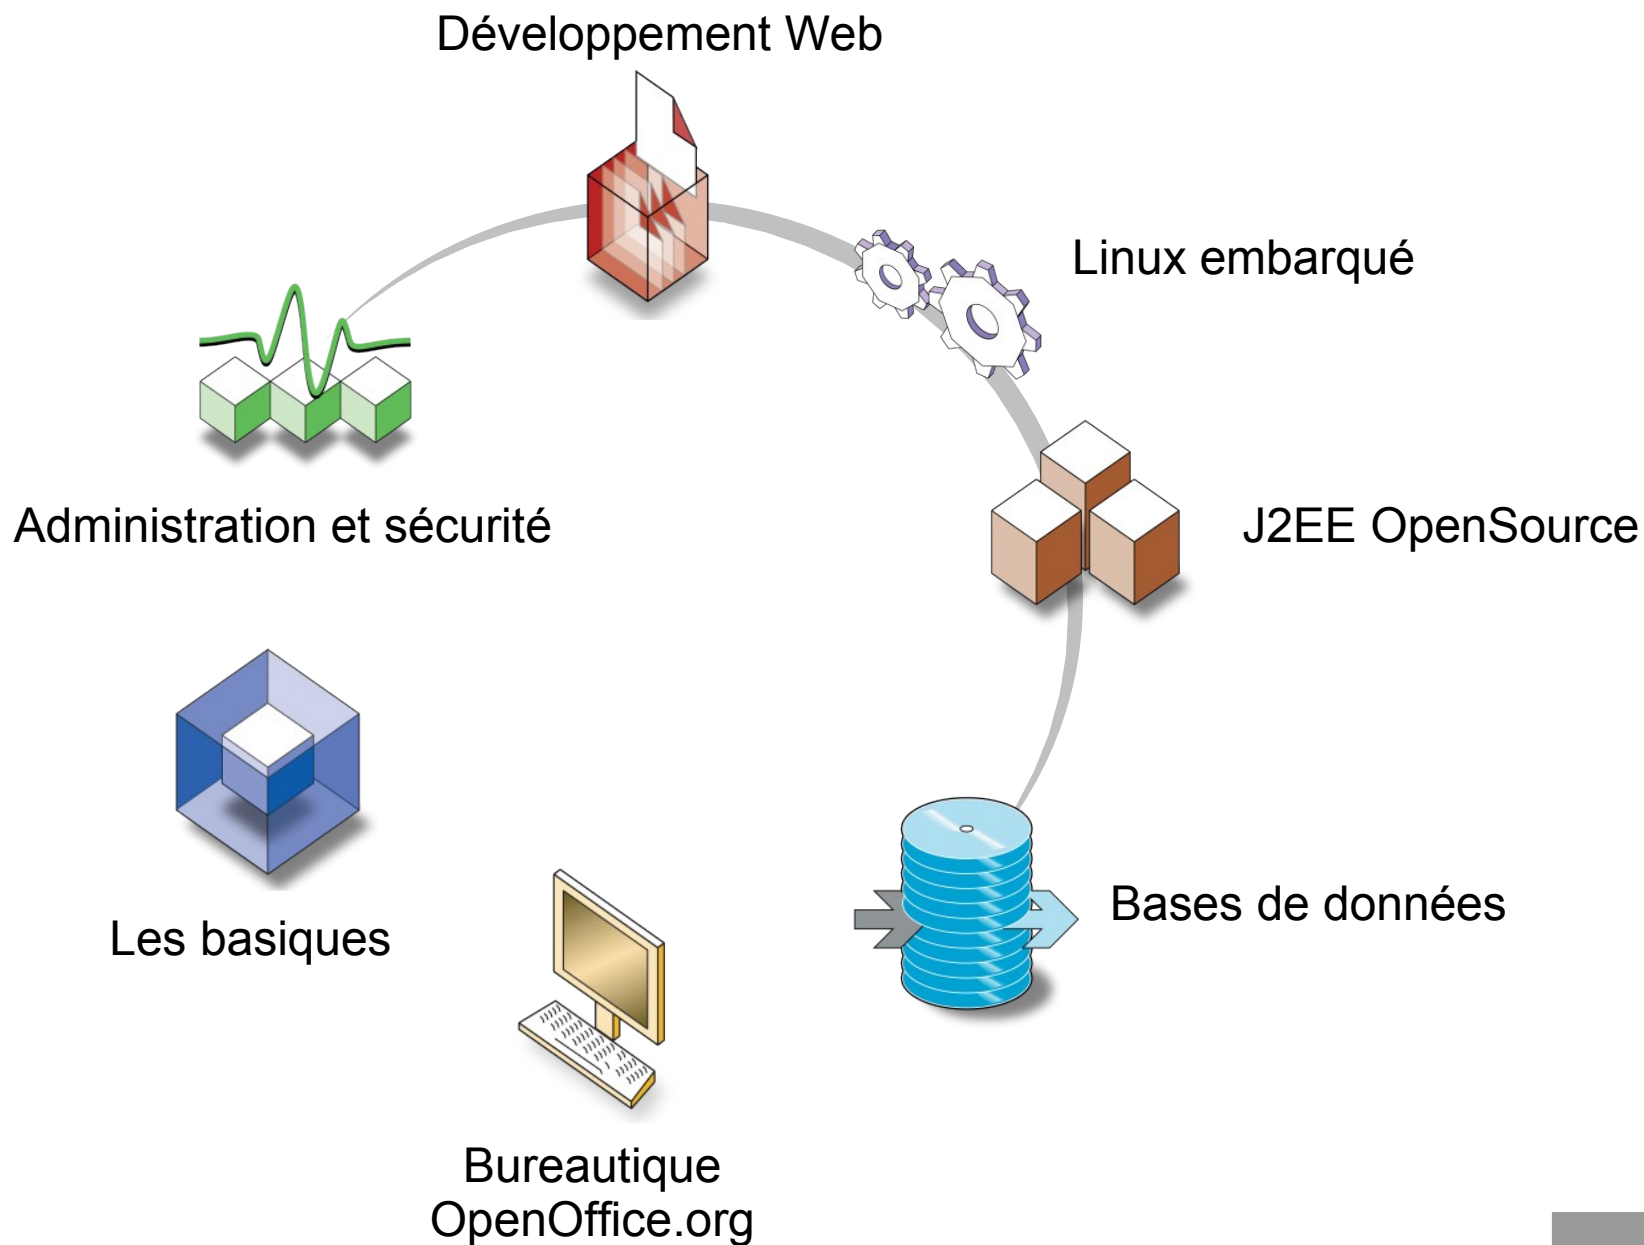 Développement Web
Linux embarqué
Administration et sécurité
J2EE OpenSource
Bases de données
Les basiques
Bureautique
OpenOffice.org